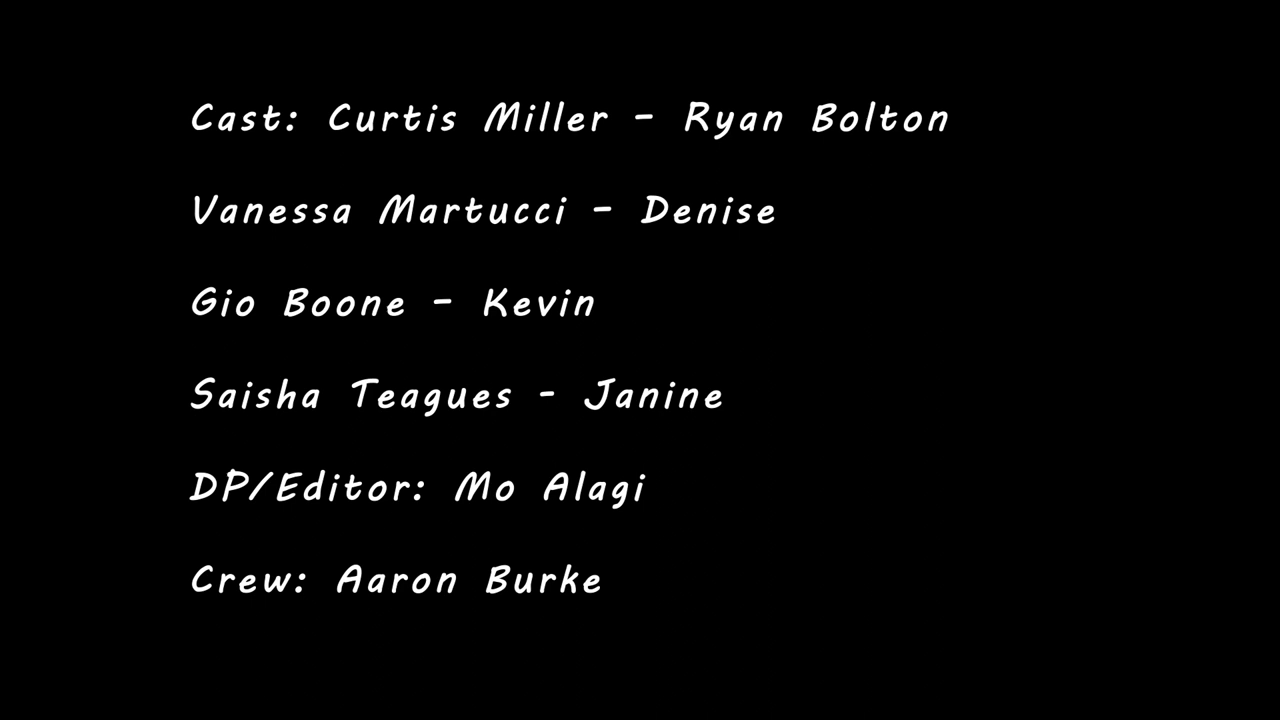 Cast: Curtis Miller - Ryan Bolton
Vanessa Martucci - Denise
Gio Boone - Kevin
Saisha Teagues - Janine
DP/Editor: Mo Alagi
Crew: Aaron Burke